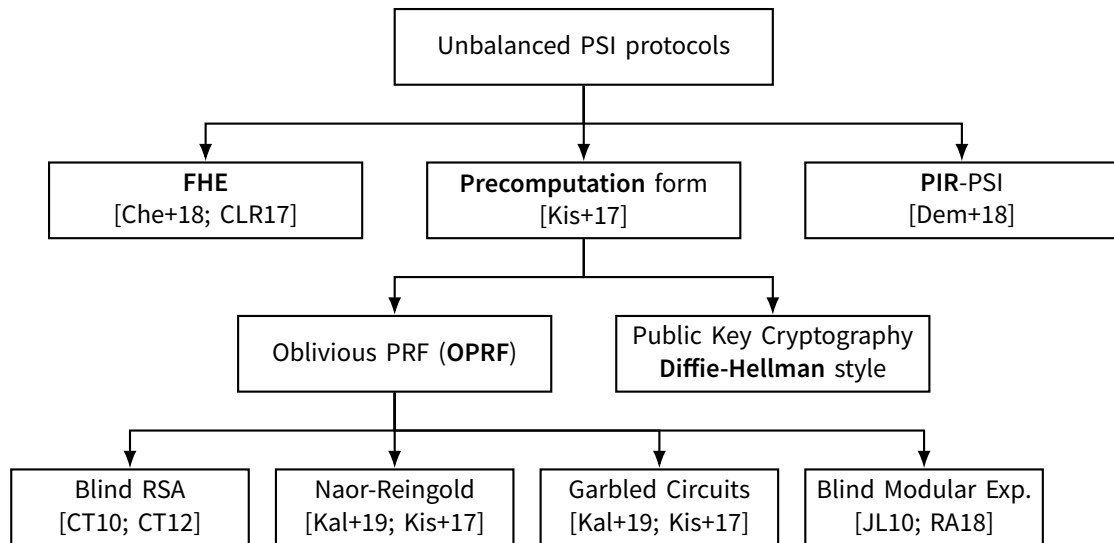 Unbalanced PSI protocols
FHE
[Che+18; CLR17]
Precomputation form
[Kis+17]
PIR-PSI
[Dem+18]
Oblivious PRF (OPRF)
Public Key Cryptography
Diffie-Hellman style
Blind RSA
[CT10; CT12]
Naor-Reingold
[Kal+19; Kis+17]
Garbled Circuits
[Kal+19; Kis+17]
Blind Modular Exp.
[JL10; RA18]